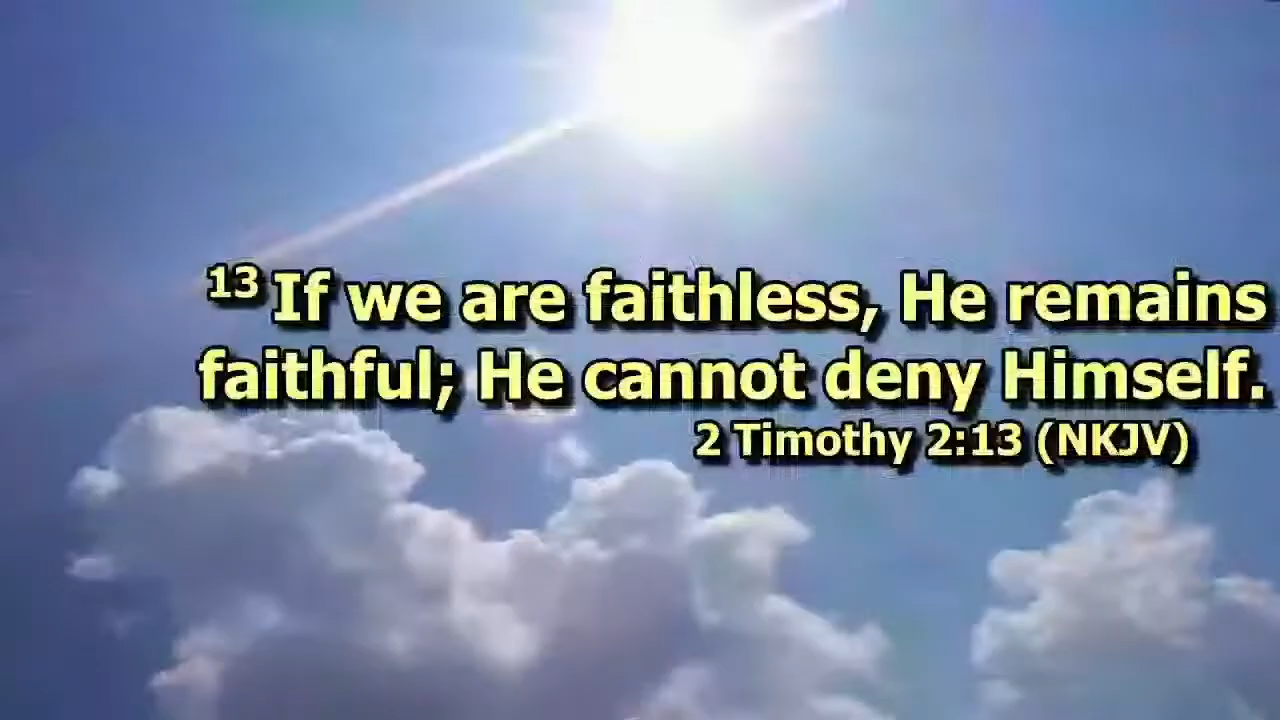 13 If we are faithless, He remains
faithful; He cannot deny Himself.
2 Timothy 2:13 (NKJV)